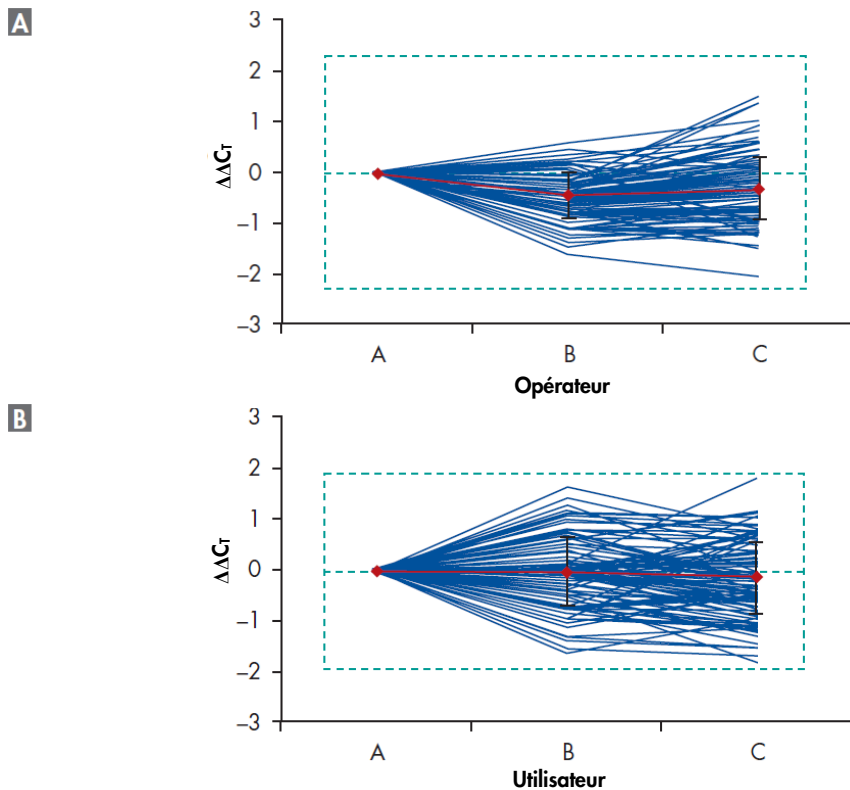 A
3
2
1
0
−1
−2
−3
ΔΔCT
A B C
Opérateur
B
3
2
1
0
−1
−2
−3
ΔΔCT
A B C
Utilisateur